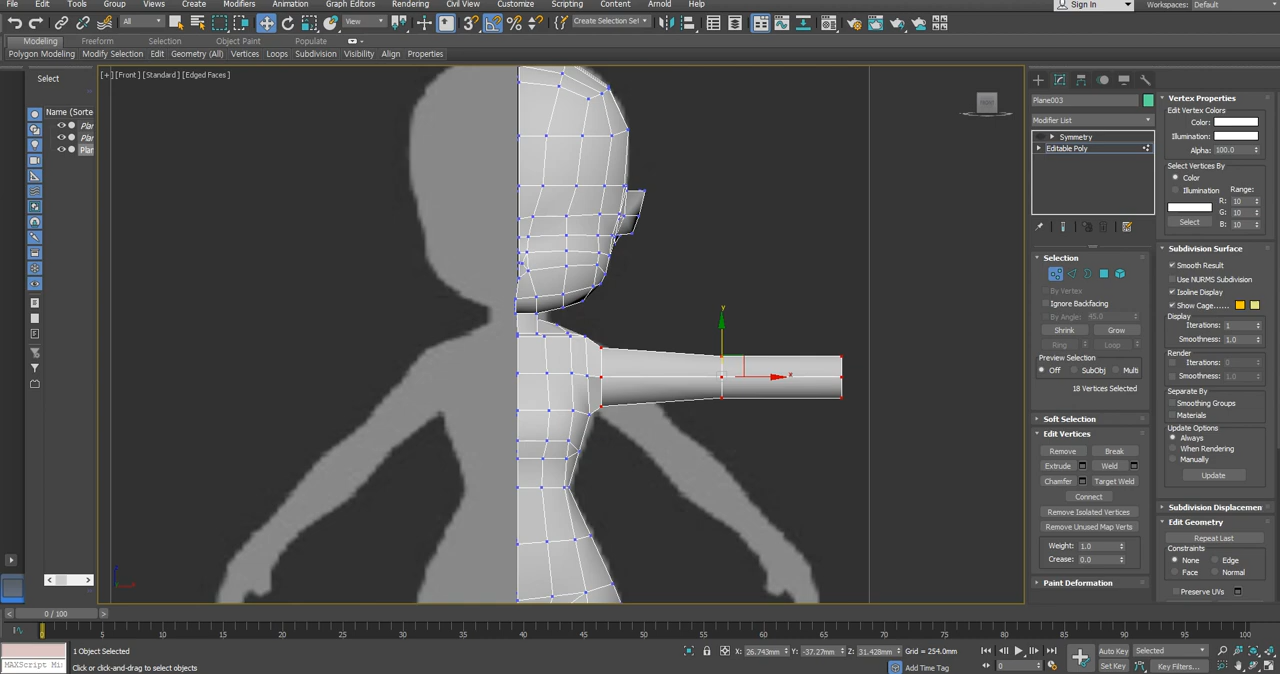 File Edit Tools Group Views Create Modifiers Animation Graph Editors Rendering Civil View Customize Scripting Content Arnold Help Sign In Workspaces: Default
All View Create Selection Set
Modeling Freeform Selection Object Paint Populate
Polygon Modeling Modify Selection Edit Geometry (All) Vertices Loops Subdivision Visibility Align Properties
Select
Name (Sorte
Plar
Plar
Plar
[+] [Front] [Standard] [Edged Faces]
FRONT
y
x
Plane003
Modifier List
Symmetry
Editable Poly
Selection
By Vertex
Ignore Backfacing
By Angle: 45.0
Shrink Grow
Ring Loop
Preview Selection
Off SubObj Multi
18 Vertices Selected
Soft Selection
Edit Vertices
Remove Break
Extrude Weld
Chamfer Target Weld
Connect
Remove Isolated Vertices
Remove Unused Map Verts
Weight: 1.0
Crease: 0.0
Paint Deformation
Vertex Properties
Edit Vertex Colors
Color:
Illumination:
Alpha: 100.0
Select Vertices By
Color
Illumination Range:
R: 10
G: 10
B: 10
Select
Subdivision Surface
Smooth Result
Use NURMS Subdivision
Isoline Display
Show Cage......
Display
Iterations: 1
Smoothness: 1.0
Render
Iterations: 0
Smoothness: 1.0
Separate By
Smoothing Groups
Materials
Update Options
Always
When Rendering
Manually
Update
Subdivision Displacemen
Edit Geometry
Repeat Last
Constraints
None Edge
Face Normal
Preserve UVs
0 / 100
0 5 10 15 20 25 30 35 40 45 50 55 60 65 70 75 80 85 90 95 100
1 Object Selected
Click or click-and-drag to select objects
MAXScript Mi
X: 26.743mm Y: -37.27mm Z: 31.428mm Grid = 254.0mm
Add Time Tag
0
Auto Key Selected
Set Key Key Filters...